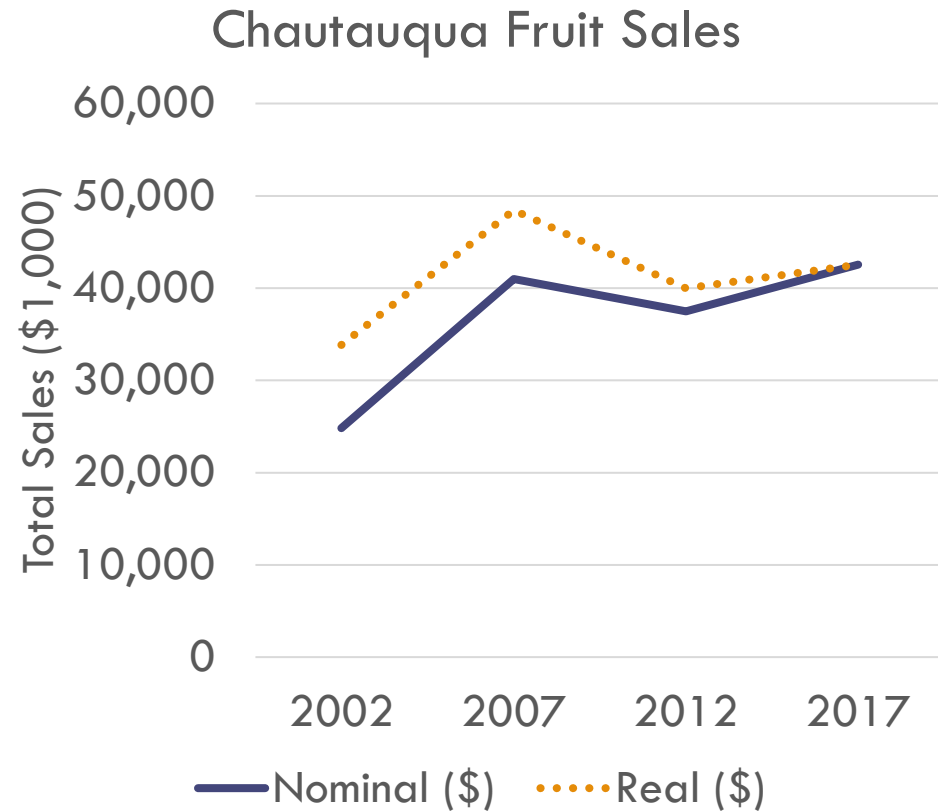 Chautauqua Fruit Sales
Total Sales ($1,000)
60,000
50,000
40,000
30,000
20,000
10,000
0
2002 2007 2012 2017
Nominal ($) Real ($)